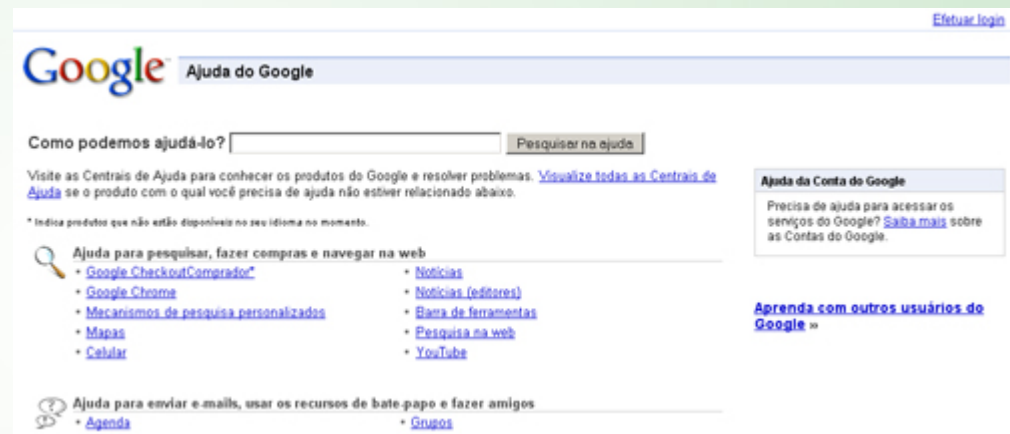 Efetuar login
Google Ajuda do Google
Como podemos ajudá-lo? Pesquisar na ajuda
Visite as Centrais de Ajuda para conhecer os produtos do Google e resolver problemas. Visualize todas as Centrais de
Ajuda se o produto com o qual você precisa de ajuda não estiver relacionado abaixo.
* Indica produtos que não estão disponíveis no seu idioma no momento.
Ajuda para pesquisar, fazer compras e navegar na web
• Google CheckoutComprador*
• Google Chrome
• Mecanismos de pesquisa personalizados
• Mapas
• Celular
• Notícias
• Notícias (editores)
• Barra de ferramentas
• Pesquisa na web
• YouTube
Ajuda para enviar e-mails, usar os recursos de bate-papo e fazer amigos
• Agenda
• Grupos
Ajuda da Conta do Google
Precisa de ajuda para acessar os
serviços do Google? Saiba mais sobre
as Contas do Google.
Aprenda com outros usuários do
Google »